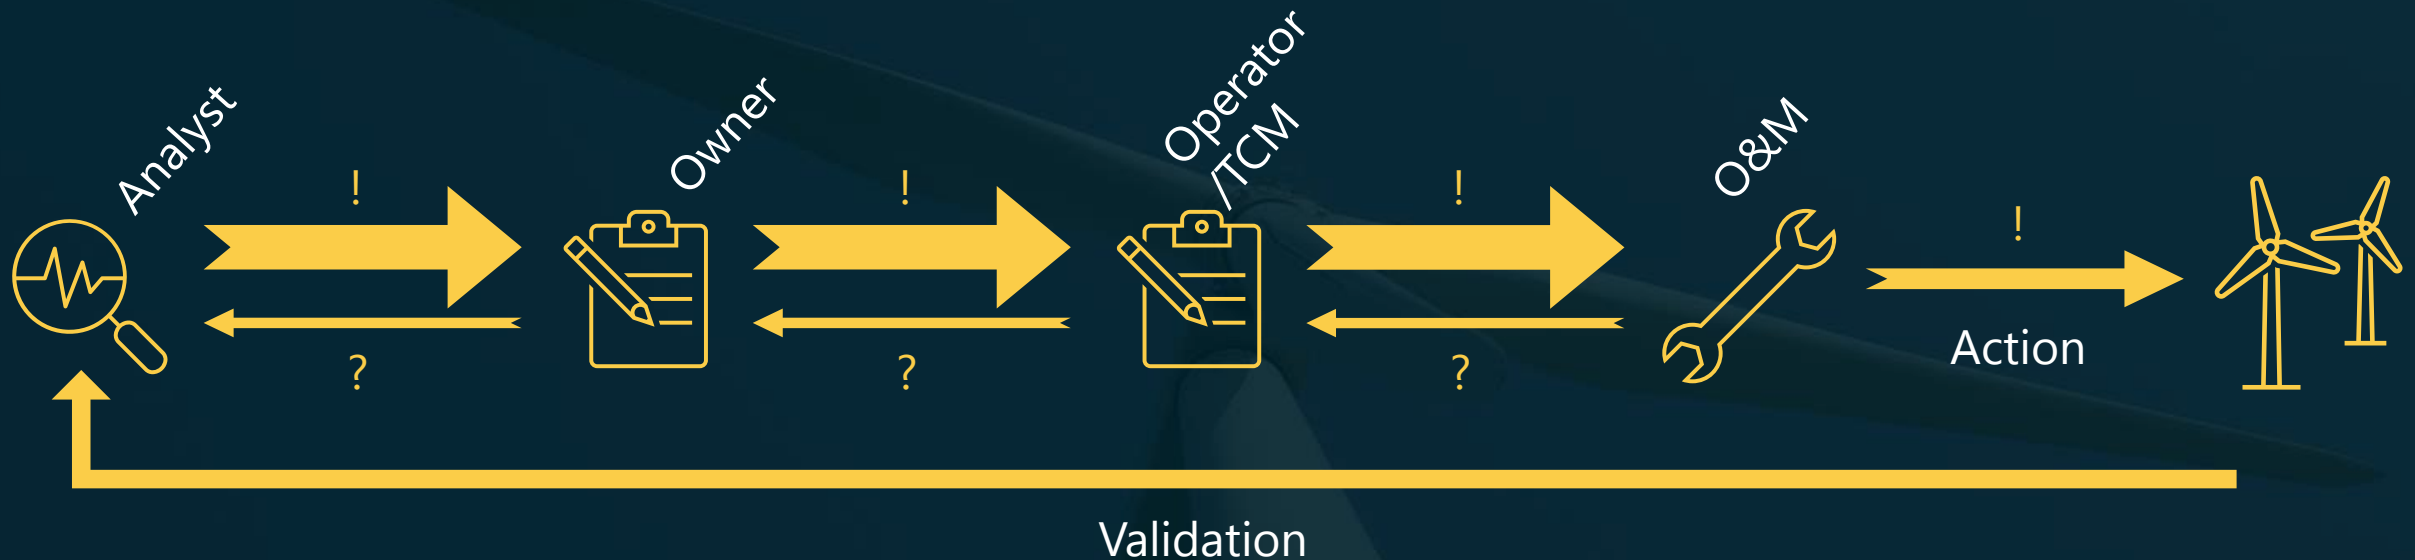 Analyst
Owner
Operator
/TCM
O&M
!
!
!
!
?
?
?
Action
Validation